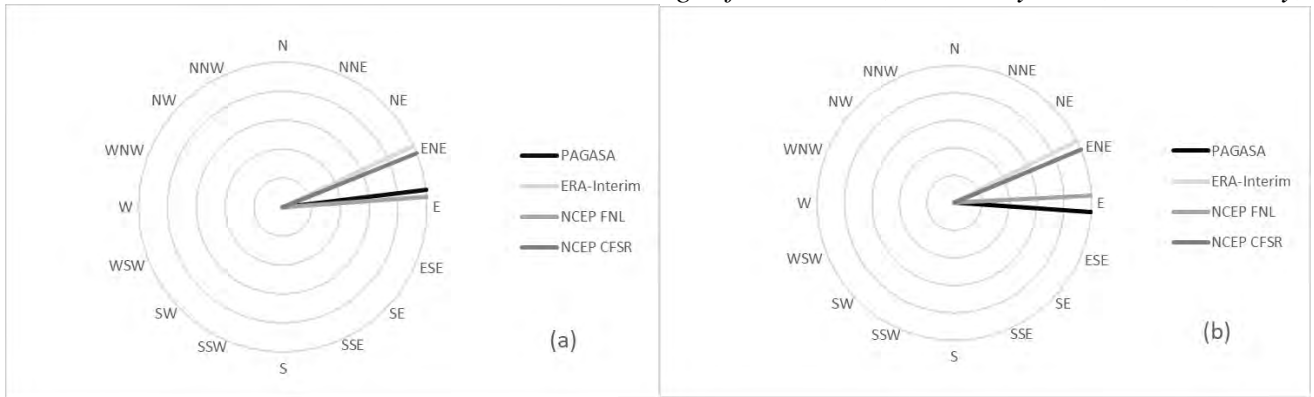 N
NNW
NNE
NW
NE
WNW
ENE
W
E
WSW
ESE
SW
SE
SSW
SSE
S
PAGASA
ERA-Interim
NCEP FNL
NCEP CFSR
(a)
N
NNW
NNE
NW
NE
WNW
ENE
W
E
WSW
ESE
SW
SE
SSW
SSE
S
PAGASA
ERA-Interim
NCEP FNL
NCEP CFSR
(b)